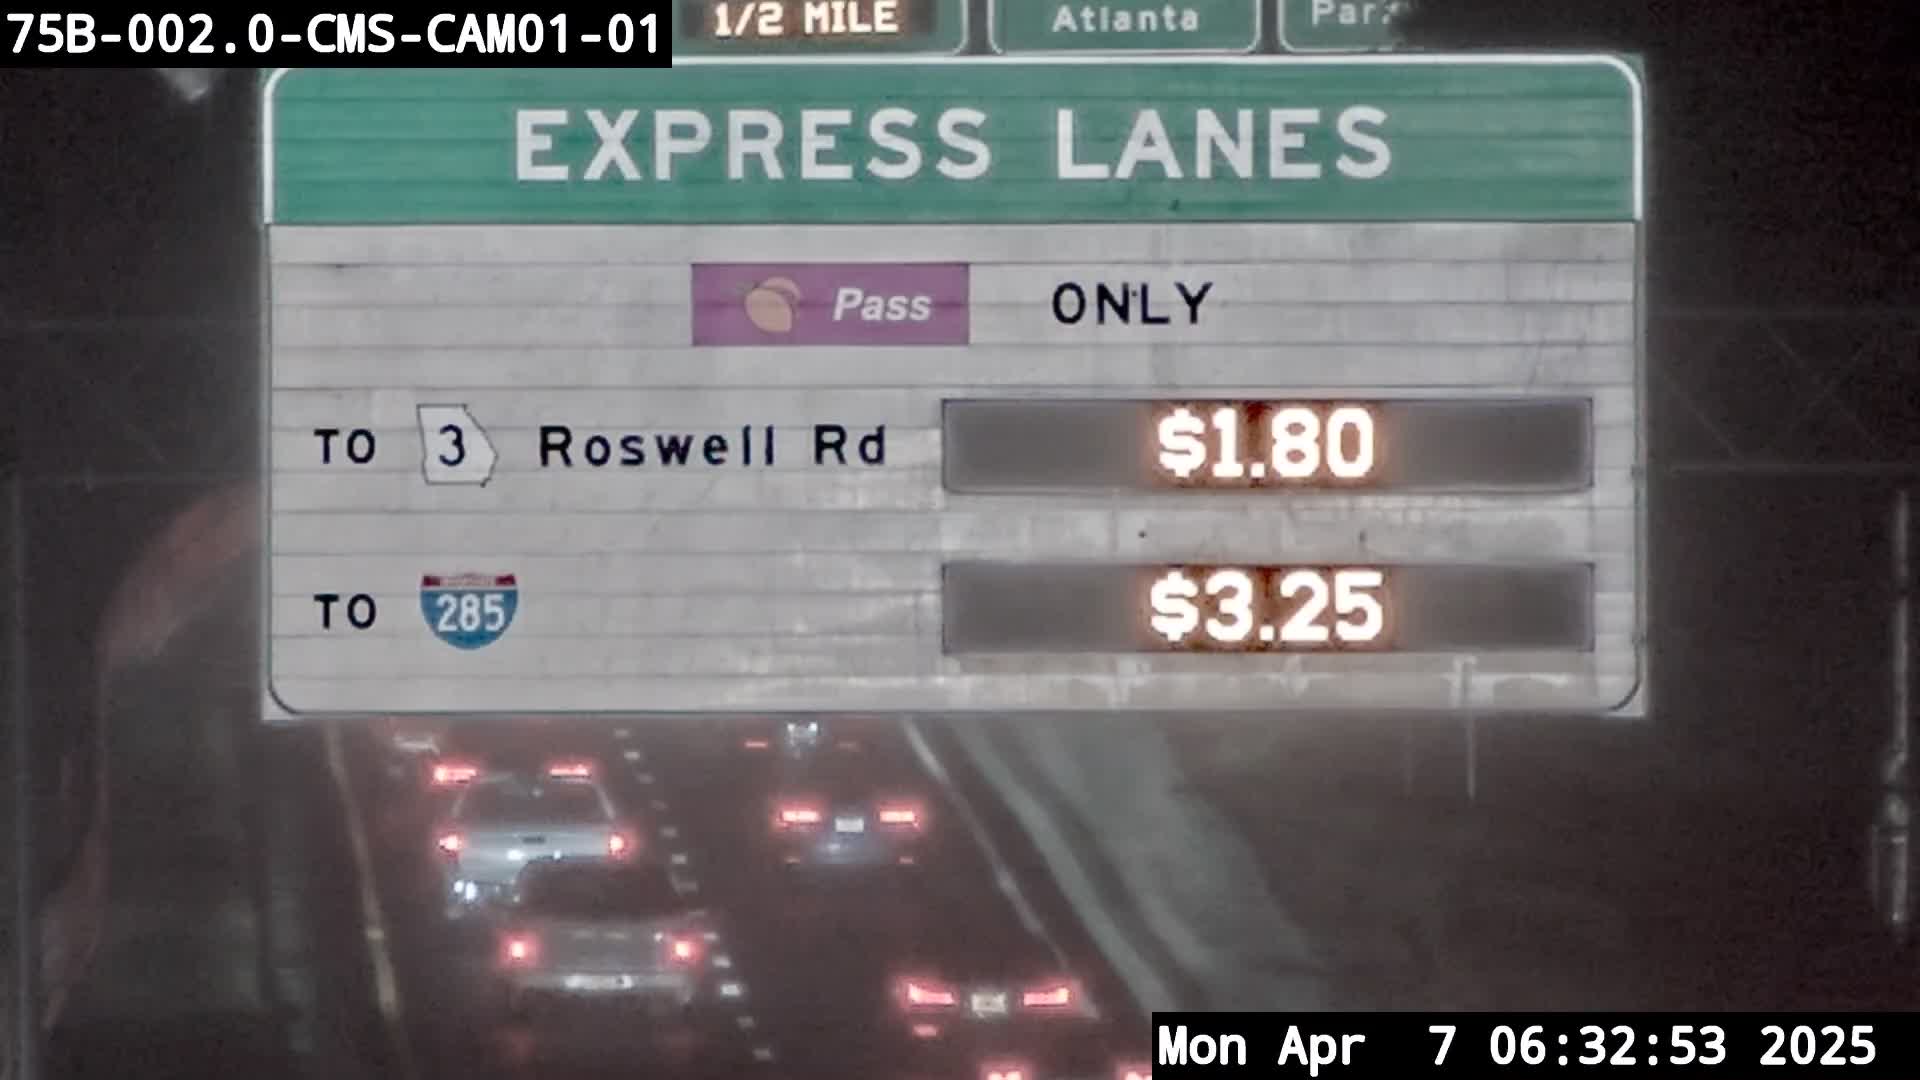 75B-002.0-CMS-CAM01-01
1/2 MILE
Atlanta
EXPRESS LANES
Pass ONLY
TO 3 Roswell Rd $1.80
TO 285 $3.25
Mon Apr 7 06:32:53 2025